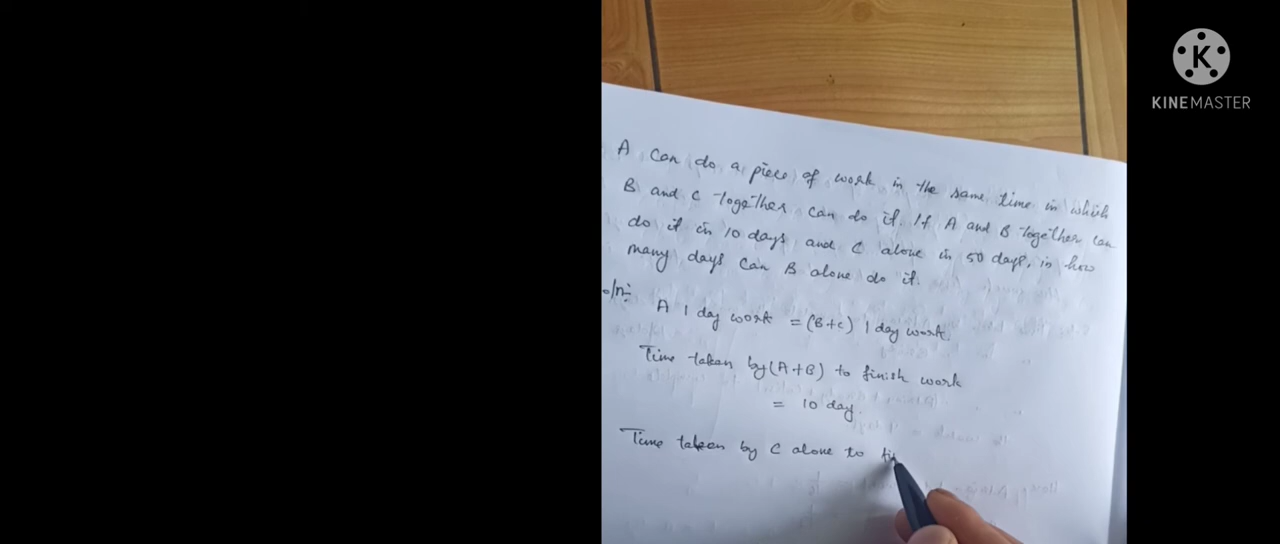 KINEMASTER
A can do a piece of work in the same time in which
B and C together can do it. If A and B together can
do it in 10 days and C alone in 50 days, in how
many days can B alone do it.
o/n:-
A 1 day work = (B+C) 1 day work.
Time taken by (A+B) to finish work
= 10 day.
Time taken by C alone to fi